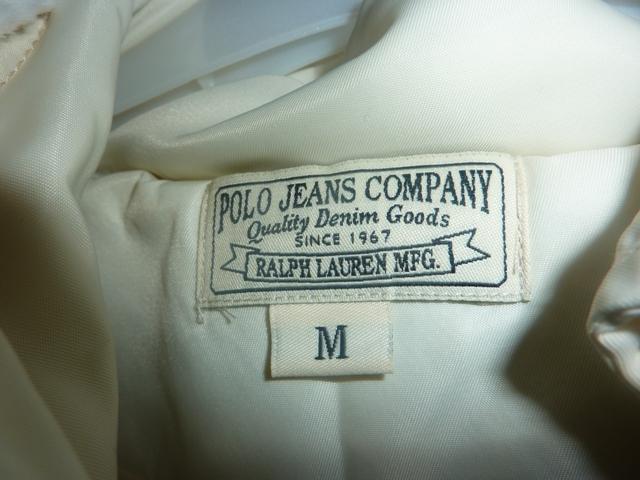 POLO JEANS COMPANY
Quality Denim Goods
SINCE 1967
RALPH LAUREN MFG.
M